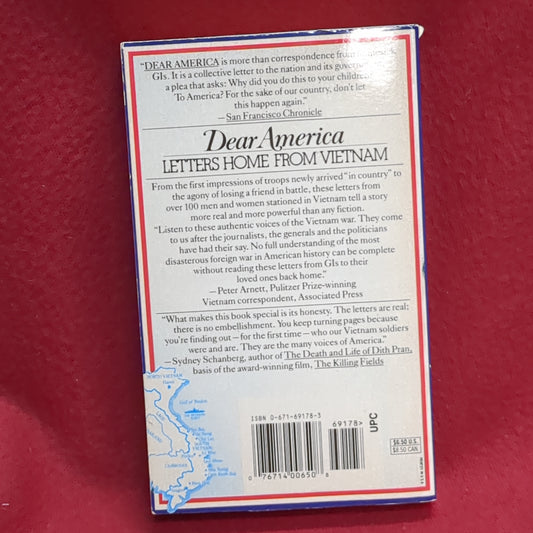 "DEAR AMERICA is more than correspondence from
GIs. It is a collective letter to the nation and its
a plea that asks: Why did you do this to your children
To America? For the sake of our country, don't let
this happen again."
—San Francisco Chronicle
Dear America
LETTERS HOME FROM VIETNAM
From the first impressions of troops newly arrived "in country" to
the agony of losing a friend in battle, these letters from
over 100 men and women stationed in Vietnam tell a story
more real and more powerful than any fiction.
"Listen to these authentic voices of the Vietnam war. They come
to us after the journalists, the generals and the politicians
have had their say. No full understanding of the most
disasterous foreign war in American history can be complete
without reading these letters from GIs to their
loved ones back home."
—Peter Arnett, Pulitzer Prize-winning
Vietnam correspondent, Associated Press
"What makes this book special is its honesty. The letters are real;
there is no embellishment. You keep turning pages because
you're finding out—for the first time—who our Vietnam soldiers
were and are. They are the many voices of America."
—Sydney Schanberg, author of The Death and Life of Dith Pran,
basis of the award-winning film, The Killing Fields
NORTH VIETNAM
Hanoi
Gulf of Tonkin
ISBN 0-671-69178-3
69178>
UPC
0 76714 00650 8
$6.50 U.S.
$8.50 CAN.